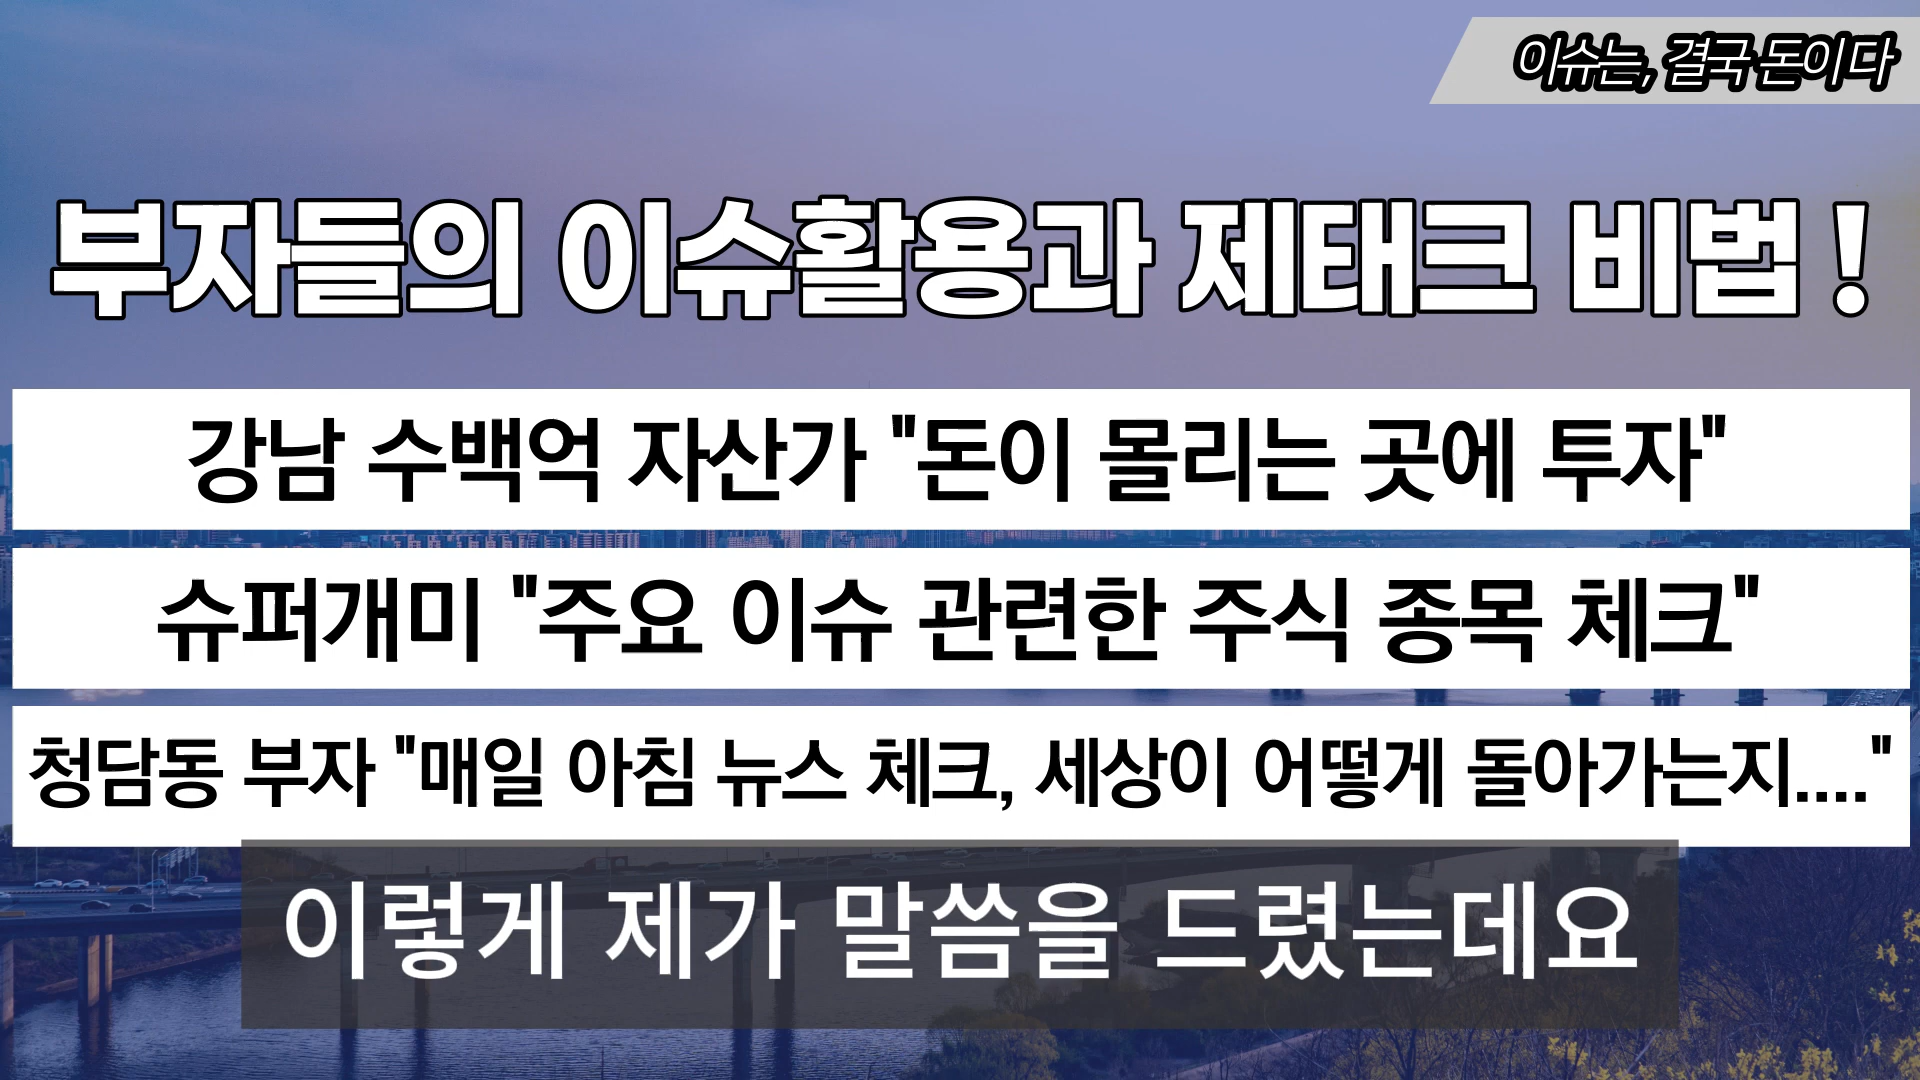 이슈는, 결국 돈이다
부자들의 이슈활용과 제태크 비법!
강남 수백억 자산가 "돈이 몰리는 곳에 투자"
슈퍼개미 "주요 이슈 관련한 주식 종목 체크"
청담동 부자 "매일 아침 뉴스 체크, 세상이 어떻게 돌아가는지...."
이렇게 제가 말씀을 드렸는데요